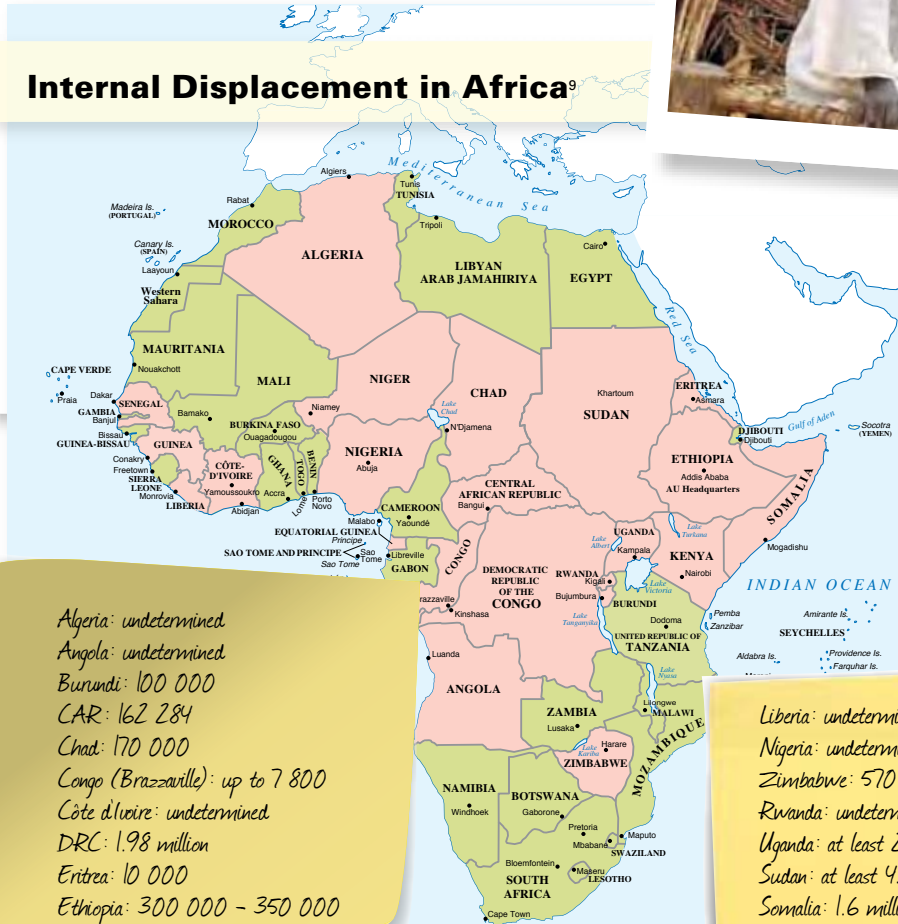 Internal Displacement in Africa⁹
Mediterranean Sea
Algiers
Tunis
TUNISIA
Rabat
Madeira Is.
(PORTUGAL)
MOROCCO
Tripoli
Cairo
Canary Is.
(SPAIN)
ALGERIA
LIBYAN
ARAB JAMAHIRIYA
EGYPT
Laayoun
Western
Sahara
Red Sea
MAURITANIA
Nouakchott
CAPE VERDE
Praia
MALI
NIGER
CHAD
Khartoum
SUDAN
ERITREA
Asmara
Dakar
SENEGAL
GAMBIA
Banjul
Bamako
Niamey
Lake
Chad
N'Djamena
Gulf of Aden
Socotra
(YEMEN)
Bissau
GUINEA-BISSAU
BURKINA FASO
Ouagadougou
DJIBOUTI
Djibouti
GUINEA
NIGERIA
Abuja
ETHIOPIA
Addis Ababa
AU Headquarters
Conakry
Freetown
SIERRA
LEONE
Monrovia
LIBERIA
CÔTE-
D'IVOIRE
Yamoussoukro
Abidjan
GHANA
Accra
TOGO
Lome
BENIN
Porto
Novo
CENTRAL
AFRICAN REPUBLIC
Bangui
SOMALIA
CAMEROON
Yaoundè
Malabo
EQUATORIAL GUINEA
Principe
SAO TOME AND PRINCIPE
Sao
Tome
Sao Tome
Libreville
GABON
CONGO
UGANDA
Kampala
Lake
Albert
Lake
Turkana
KENYA
Nairobi
Mogadishu
DEMOCRATIC
REPUBLIC
OF THE
CONGO
RWANDA
Kigali
Bujumbura
BURUNDI
Lake
Victoria
INDIAN OCEAN
razzaville
Kinshasa
Lake
Tanganyika
Dodoma
UNITED REPUBLIC OF
TANZANIA
Pemba
Zanzibar
Amirante Is.
SEYCHELLES
Luanda
Aldabra Is.
Providence Is.
Farquhar Is.
ANGOLA
Lake
Nyasa
Lilongwe
MALAWI
ZAMBIA
Lusaka
Lake
Kariba
Harare
ZIMBABWE
MOZAMBIQUE
NAMIBIA
Windhoek
BOTSWANA
Gaborone
Pretoria
Mbabane
Maputo
SWAZILAND
Bloemfontein
Maseru
LESOTHO
SOUTH
AFRICA
Cape Town
Algeria: undetermined
Angola: undetermined
Burundi: 100 000
CAR: 162 284
Chad: 170 000
Congo (Brazzaville): up to 7 800
Côte d'Ivoire: undetermined
DRC: 1.98 million
Eritrea: 10 000
Ethiopia: 300 000 - 350 000
Liberia: undetermi
Nigeria: undeterm
Zimbabwe: 570
Rwanda: undeterm
Uganda: at least 2
Sudan: at least 4.
Somalia: 1.6 milli